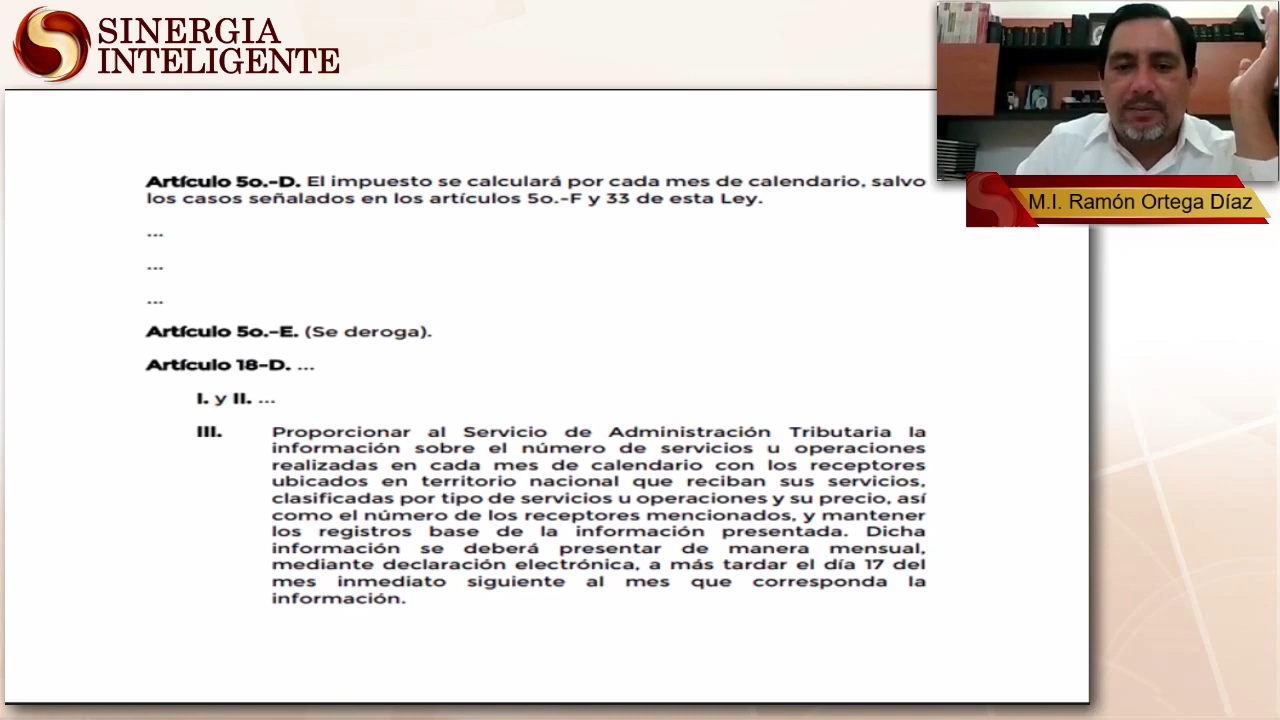 SINERGIA
INTELIGENTE
M.I. Ramón Ortega Díaz
Artículo 5o.-D. El impuesto se calculará por cada mes de calendario, salvo
los casos señalados en los artículos 5o.-F y 33 de esta Ley.
...
...
...
Artículo 5o.-E. (Se deroga).
Artículo 18-D. ...
I. y II. ...
III. Proporcionar al Servicio de Administración Tributaria la
información sobre el número de servicios u operaciones
realizadas en cada mes de calendario con los receptores
ubicados en territorio nacional que reciban sus servicios,
clasificadas por tipo de servicios u operaciones y su precio, así
como el número de los receptores mencionados, y mantener
los registros base de la información presentada. Dicha
información se deberá presentar de manera mensual,
mediante declaración electrónica, a más tardar el día 17 del
mes inmediato siguiente al mes que corresponda la
información.